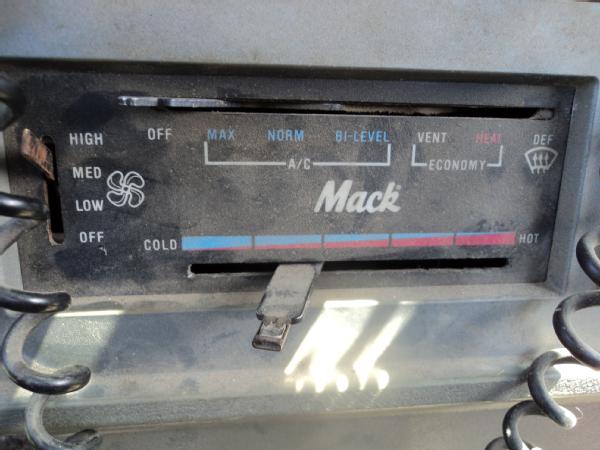 HIGH
MED
LOW
OFF
OFF MAX NORM BI-LEVEL VENT HEAT DEF
A/C ECONOMY
Mack
COLD HOT